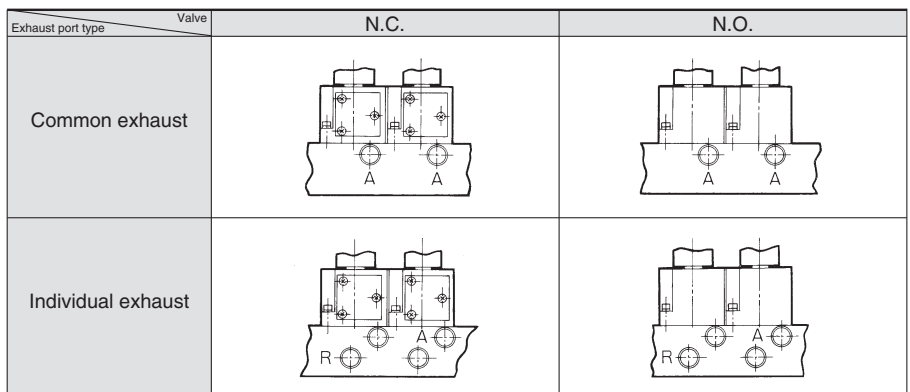 Valve
Exhaust port type
N.C.
N.O.
Common exhaust
A A
A A
Individual exhaust
A
R
A
R